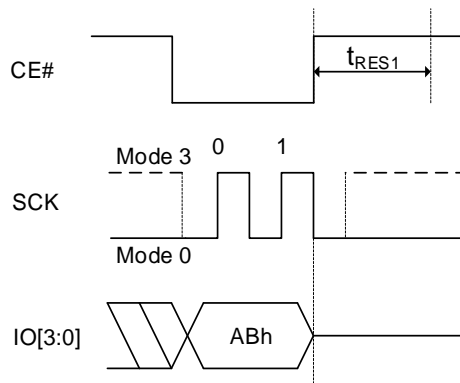 CE#
tRES1
Mode 3
0
1
SCK
Mode 0
IO[3:0]
ABh